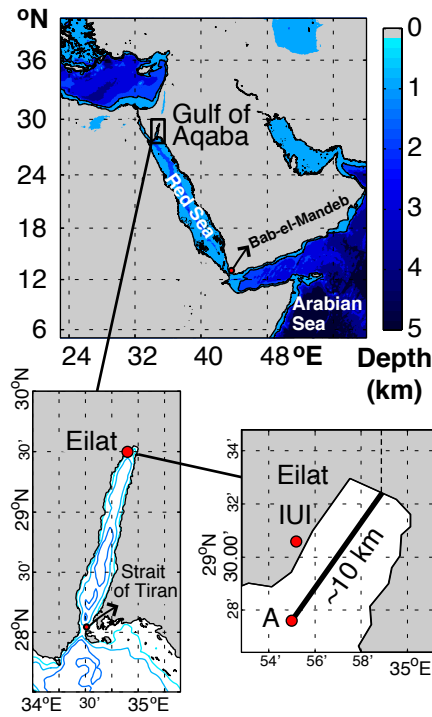 ºN
36
30
24
18
12
6
24
32
40
48 ºE
Gulf of
Aqaba
Red Sea
Bab-el-Mandeb
Arabian
Sea
0
1
2
3
4
5
Depth
(km)
30ºN
30'
29ºN
30'
28ºN
34ºE
30'
35ºE
Eilat
Strait
of Tiran
34'
32'
29ºN
30.00'
28'
54'
56'
58'
35ºE
Eilat
IUI
A
~10 km